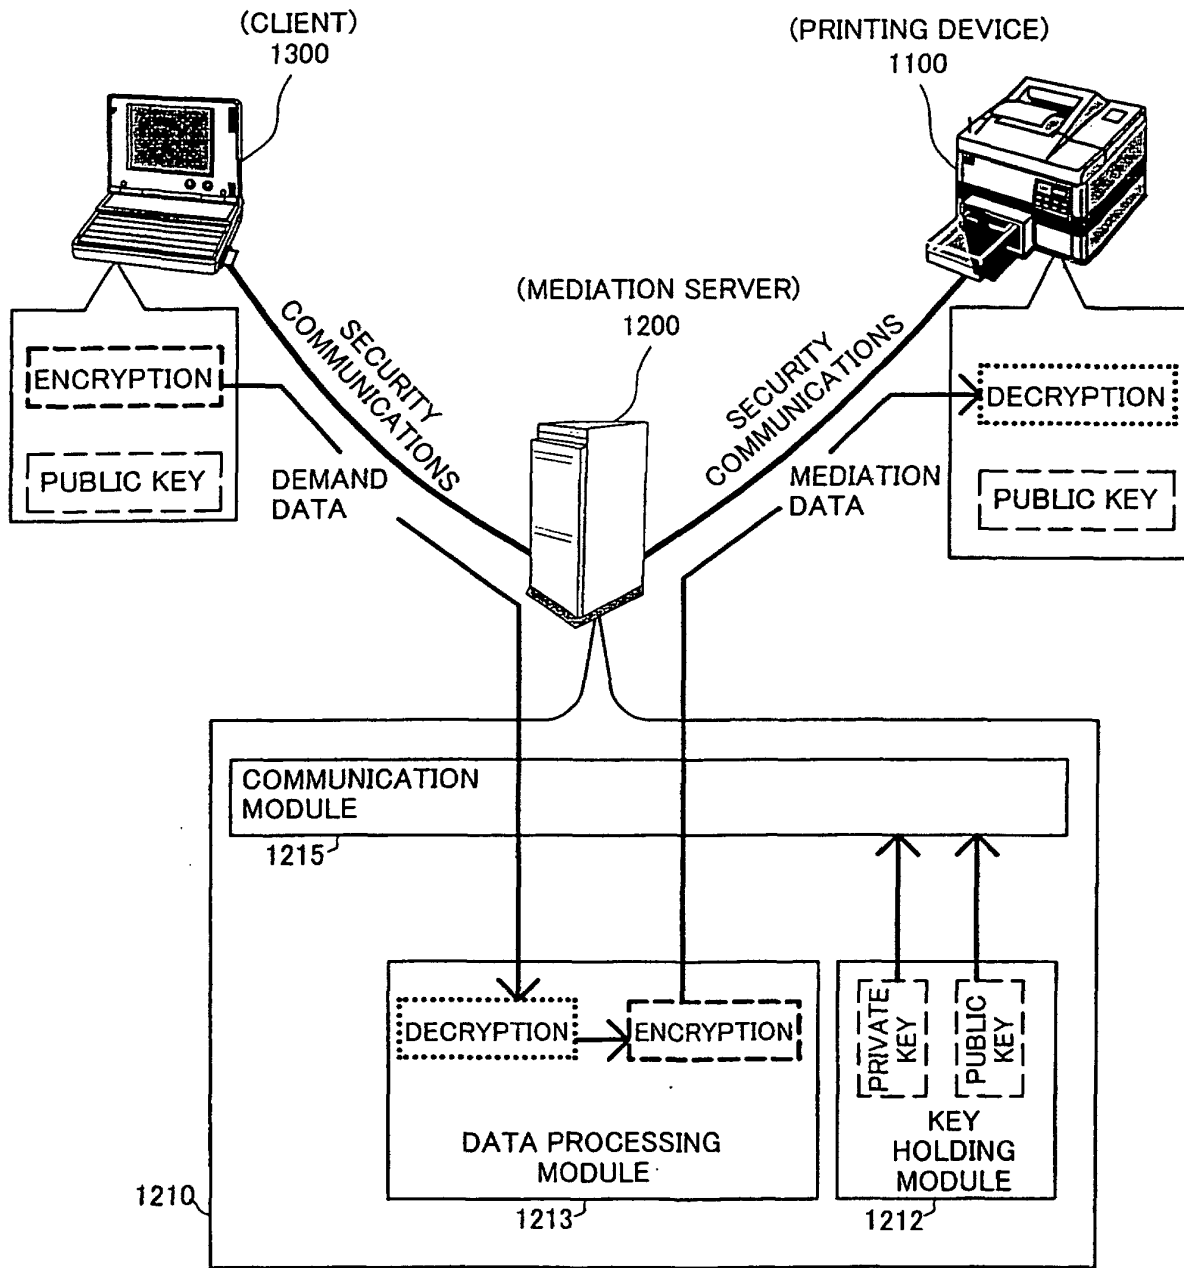 (CLIENT)
1300
(PRINTING DEVICE)
1100
(MEDIATION SERVER)
1200
SECURITY
COMMUNICATIONS
SECURITY
COMMUNICATIONS
ENCRYPTION
PUBLIC KEY
DEMAND
DATA
MEDIATION
DATA
DECRYPTION
PUBLIC KEY
COMMUNICATION
MODULE
1215
DECRYPTION
ENCRYPTION
DATA PROCESSING
MODULE
PRIVATE
KEY
PUBLIC
KEY
KEY
HOLDING
MODULE
1210
1213
1212